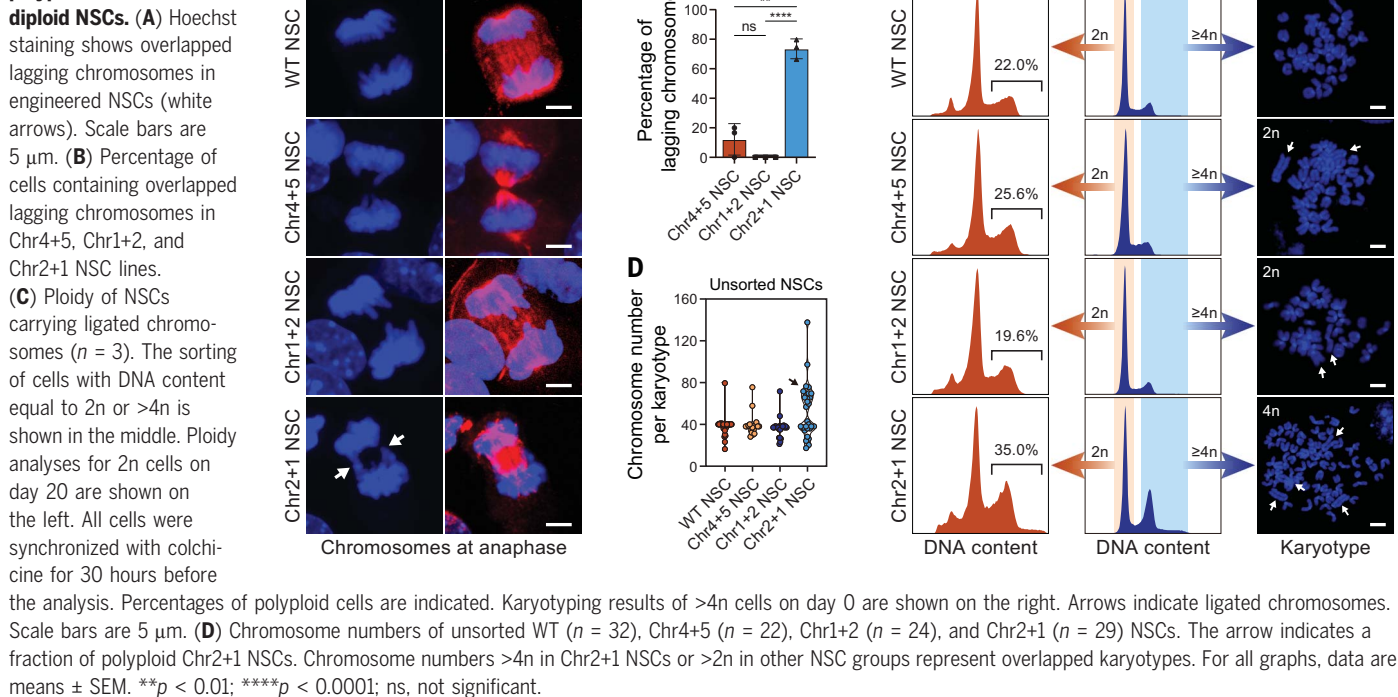 diploid NSCs. (A) Hoechst
staining shows overlapped
lagging chromosomes in
engineered NSCs (white
arrows). Scale bars are
5 μm. (B) Percentage of
cells containing overlapped
lagging chromosomes in
Chr4+5, Chr1+2, and
Chr2+1 NSC lines.
(C) Ploidy of NSCs
carrying ligated chromo-
somes (n = 3). The sorting
of cells with DNA content
equal to 2n or >4n is
shown in the middle. Ploidy
analyses for 2n cells on
day 20 are shown on
the left. All cells were
synchronized with colchi-
cine for 30 hours before
the analysis. Percentages of polyploid cells are indicated. Karyotyping results of >4n cells on day 0 are shown on the right. Arrows indicate ligated chromosomes.
Scale bars are 5 μm. (D) Chromosome numbers of unsorted WT (n = 32), Chr4+5 (n = 22), Chr1+2 (n = 24), and Chr2+1 (n = 29) NSCs. The arrow indicates a
fraction of polyploid Chr2+1 NSCs. Chromosome numbers >4n in Chr2+1 NSCs or >2n in other NSC groups represent overlapped karyotypes. For all graphs, data are
means ± SEM. **p < 0.01; ****p < 0.0001; ns, not significant.
WT NSC
Chr4+5 NSC
Chr1+2 NSC
Chr2+1 NSC
Chromosomes at anaphase
Percentage of
lagging chromosom
100
80
60
40
20
0
****
ns
Chr4+5 NSC
Chr1+2 NSC
Chr2+1 NSC
D
Unsorted NSCs
Chromosome number
per karyotype
160
120
80
40
0
WT NSC
Chr4+5 NSC
Chr1+2 NSC
Chr2+1 NSC
WT NSC
22.0%
2n
≥4n
Chr4+5 NSC
25.6%
2n
≥4n
2n
Chr1+2 NSC
19.6%
2n
≥4n
2n
Chr2+1 NSC
35.0%
2n
≥4n
4n
DNA content
DNA content
Karyotype